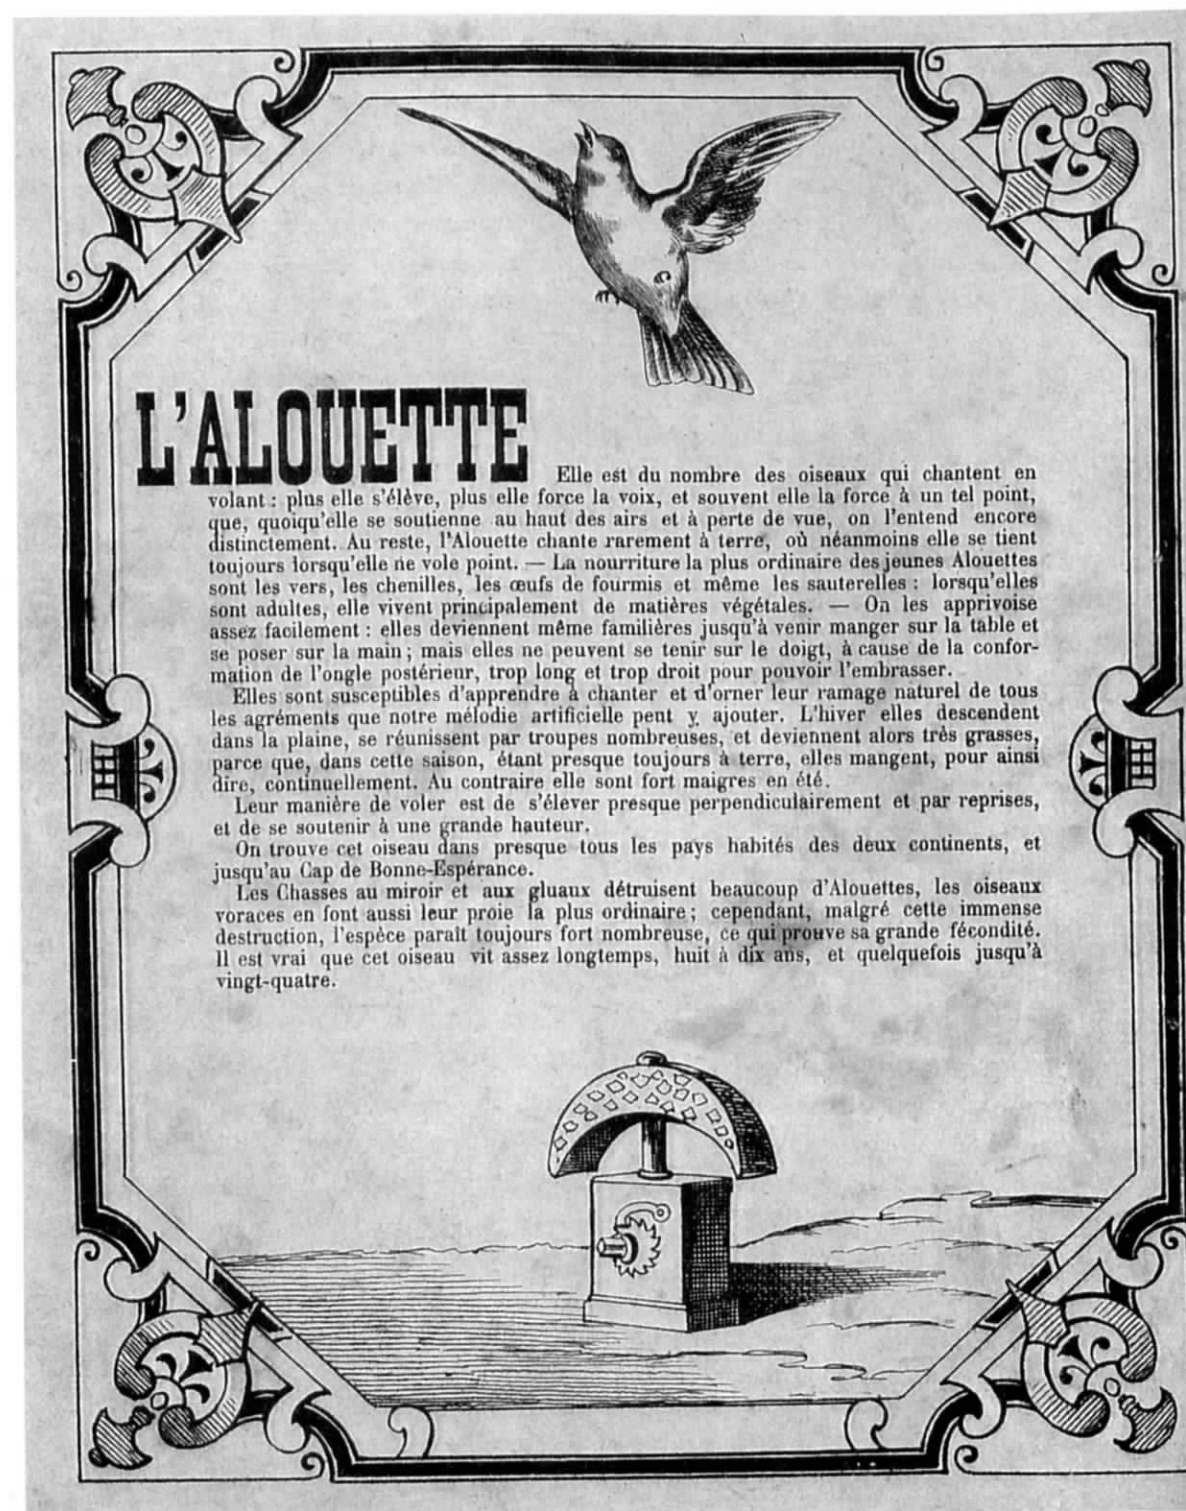 L'ALOUETTE
Elle est du nombre des oiseaux qui chantent en
volant : plus elle s'élève, plus elle force la voix, et souvent elle la force à un tel point,
que, quoiqu'elle se soutienne au haut des airs et à perte de vue, on l'entend encore
distinctement. Au reste, l'Alouette chante rarement à terre, où néanmoins elle se tient
toujours lorsqu'elle ne vole point. — La nourriture la plus ordinaire des jeunes Alouettes
sont les vers, les chenilles, les œufs de fourmis et même les sauterelles : lorsqu'elles
sont adultes, elle vivent principalement de matières végétales. — On les apprivoise
assez facilement : elles deviennent même familières jusqu'à venir manger sur la table et
se poser sur la main ; mais elles ne peuvent se tenir sur le doigt, à cause de la confor-
mation de l'ongle postérieur, trop long et trop droit pour pouvoir l'embrasser.
Elles sont susceptibles d'apprendre à chanter et d'orner leur ramage naturel de tous
les agréments que notre mélodie artificielle peut y ajouter. L'hiver elles descendent
dans la plaine, se réunissent par troupes nombreuses, et deviennent alors très grasses,
parce que, dans cette saison, étant presque toujours à terre, elles mangent, pour ainsi
dire, continuellement. Au contraire elle sont fort maigres en été.
Leur manière de voler est de s'élever presque perpendiculairement et par reprises,
et de se soutenir à une grande hauteur.
On trouve cet oiseau dans presque tous les pays habités des deux continents, et
jusqu'au Cap de Bonne-Espérance.
Les Chasses au miroir et aux gluaux détruisent beaucoup d'Alouettes, les oiseaux
voraces en font aussi leur proie la plus ordinaire ; cependant, malgré cette immense
destruction, l'espèce paraît toujours fort nombreuse, ce qui prouve sa grande fécondité.
Il est vrai que cet oiseau vit assez longtemps, huit à dix ans, et quelquefois jusqu'à
vingt-quatre.